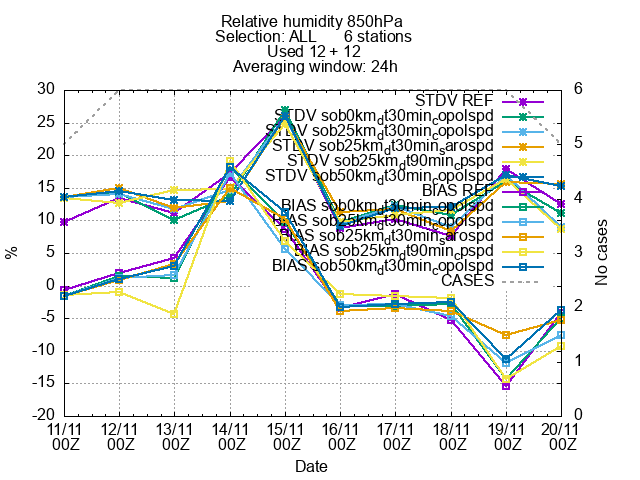 Relative humidity 850hPa
Selection: ALL 6 stations
Used 12 + 12
Averaging window: 24h
30
25
20
15
10
5
0
-5
-10
-15
-20
%
6
5
4
3
2
1
0
No cases
STDV REF
STDV sob0km_dt30min_copolspd
STDV sob25km_dt30min_copolspd
STDV sob25km_dt30min_sarospd
STDV sob25km_dt90min_cpspd
STDV sob50km_dt30min_copolspd
BIAS REF
BIAS sob0km_dt30min_copolspd
BIAS sob25km_dt30min_copolspd
BIAS sob25km_dt30min_sarospd
BIAS sob25km_dt90min_cpspd
BIAS sob50km_dt30min_copolspd
CASES
11/11 12/11 13/11 14/11 15/11 16/11 17/11 18/11 19/11 20/11
00Z 00Z 00Z 00Z 00Z 00Z 00Z 00Z 00Z 00Z
Date